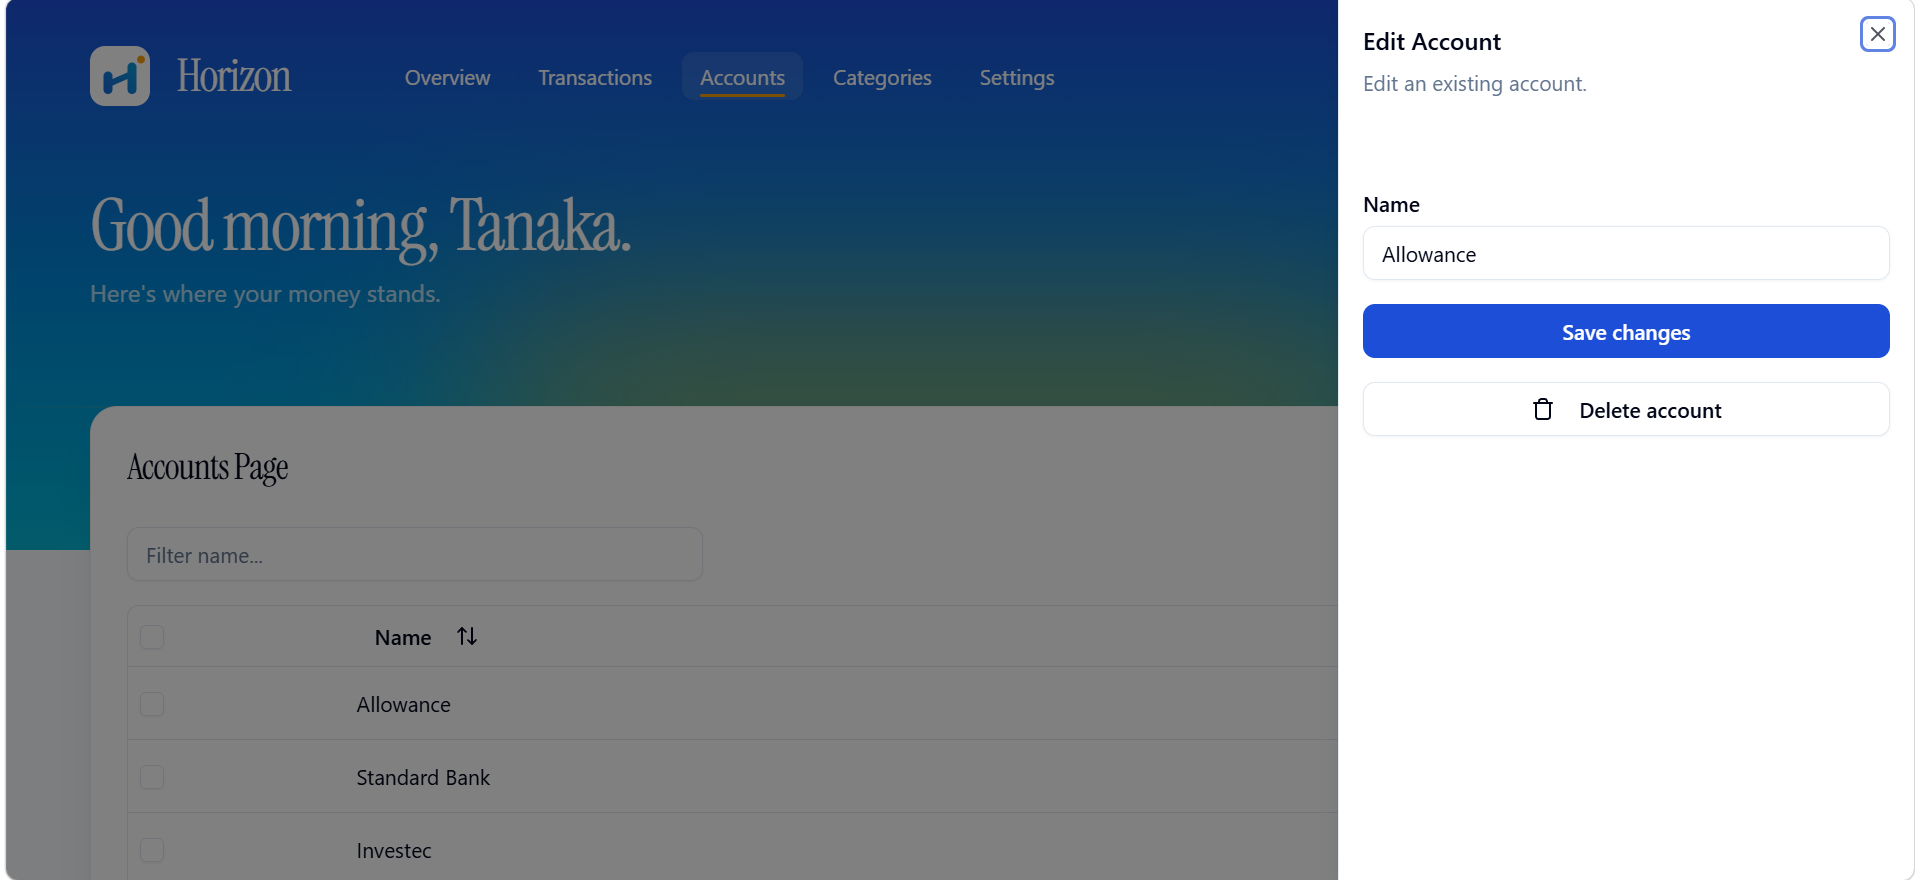 Horizon
Overview Transactions Accounts Categories Settings
Good morning, Tanaka.
Here's where your money stands.
Accounts Page
Filter name...
Name
Allowance
Standard Bank
Investec
Edit Account
Edit an existing account.
Name
Allowance
Save changes
Delete account